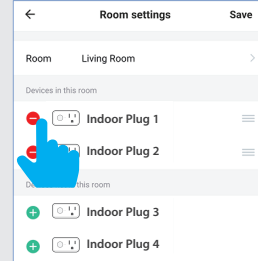 Room settings Save
Room Living Room
Devices in this room
Indoor Plug 1
Indoor Plug 2
this room
Indoor Plug 3
Indoor Plug 4